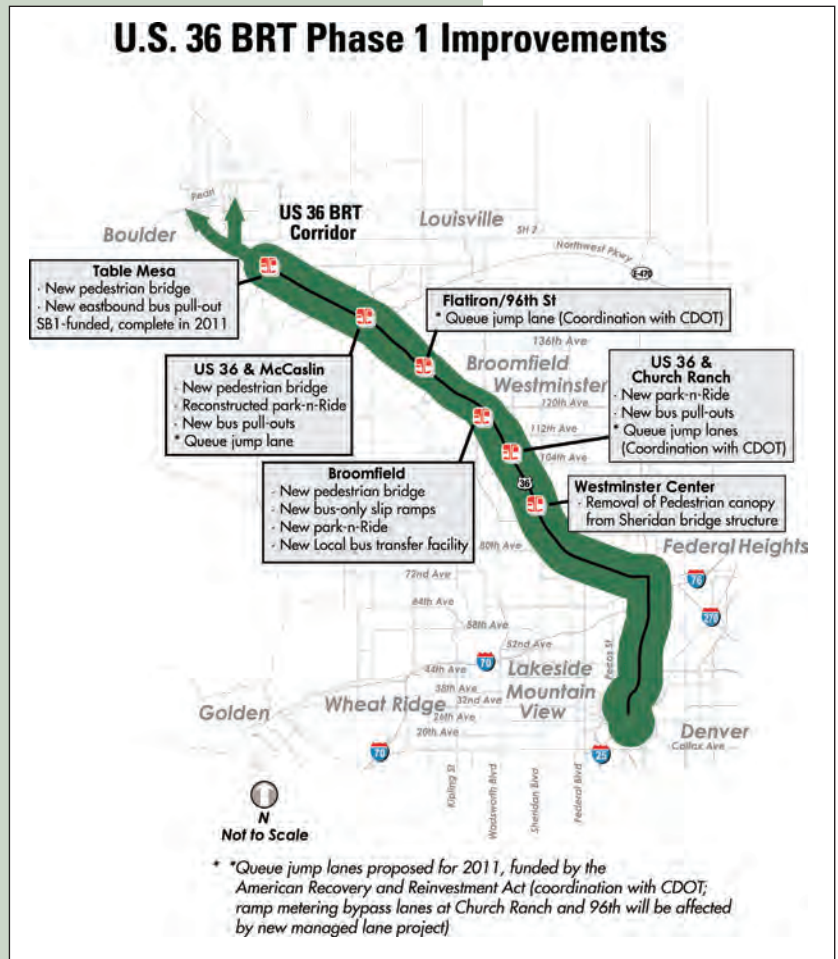 U.S. 36 BRT Phase 1 Improvements
Pearl
Boulder
US 36 BRT
Corridor
Louisville
SH 7
Northwest Pkwy
E-470
Table Mesa
· New pedestrian bridge
· New eastbound bus pull-out
SB1-funded, complete in 2011
Flatiron/96th St
* Queue jump lane (Coordination with CDOT)
136th Ave
US 36 & McCaslin
· New pedestrian bridge
· Reconstructed park-n-Ride
· New bus pull-outs
* Queue jump lane
Broomfield
Westminster
120th Ave
112th Ave
104th Ave
US 36 &
Church Ranch
· New park-n-Ride
· New bus pull-outs
* Queue jump lanes
(Coordination with CDOT)
Broomfield
· New pedestrian bridge
· New bus-only slip ramps
· New park-n-Ride
· New Local bus transfer facility
36
Westminster Center
· Removal of Pedestrian canopy
from Sheridan bridge structure
80th Ave
Federal Heights
72nd Ave
76
64th Ave
270
58th Ave
52nd Ave
70
44th Ave
Lakeside
Pecos St
38th Ave
Mountain
Wheat Ridge
32nd Ave
View
Golden
26th Ave
20th Ave
Denver
Colfax Ave
70
25
Kipling St
Wadsworth Blvd
Sheridan Blvd
Federal Blvd
N
Not to Scale
* *Queue jump lanes proposed for 2011, funded by the
American Recovery and Reinvestment Act (coordination with CDOT;
ramp metering bypass lanes at Church Ranch and 96th will be affected
by new managed lane project)